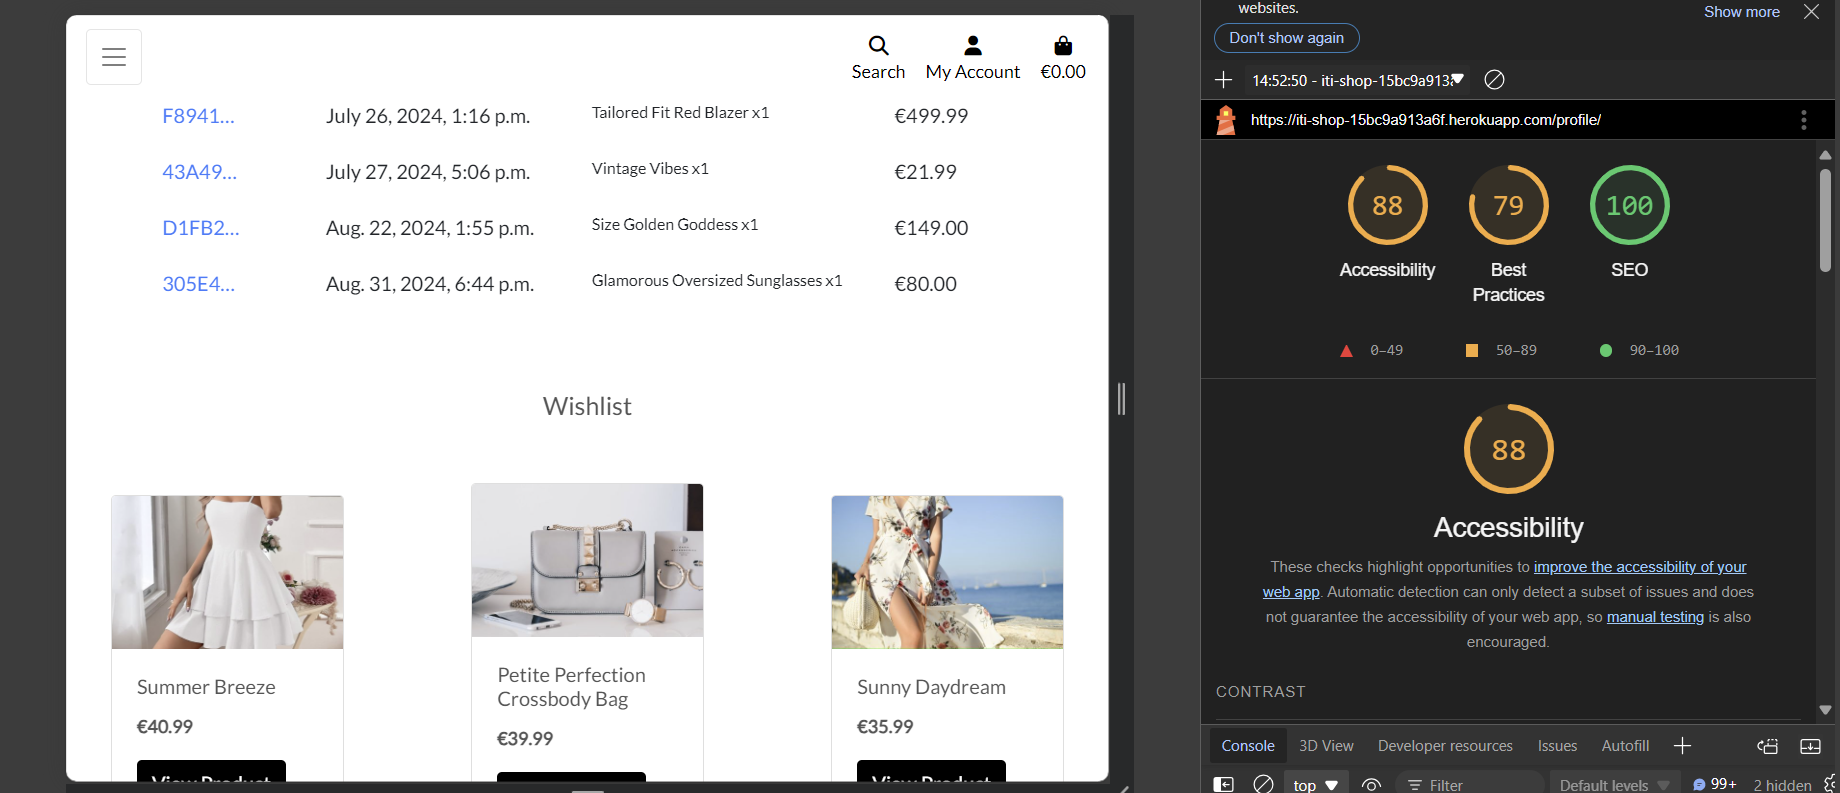 Search
My Account
€0.00
F8941...
July 26, 2024, 1:16 p.m.
Tailored Fit Red Blazer x1
€499.99
43A49...
July 27, 2024, 5:06 p.m.
Vintage Vibes x1
€21.99
D1FB2...
Aug. 22, 2024, 1:55 p.m.
Size Golden Goddess x1
€149.00
305E4...
Aug. 31, 2024, 6:44 p.m.
Glamorous Oversized Sunglasses x1
€80.00
Wishlist
Summer Breeze
€40.99
View Product
Petite Perfection
Crossbody Bag
€39.99
Sunny Daydream
€35.99
View Product
websites.
Show more
Don't show again
14:52:50 - iti-shop-15bc9a913
https://iti-shop-15bc9a913a6f.herokuapp.com/profile/
88
79
100
Accessibility
Best
Practices
SEO
0–49
50–89
90–100
88
Accessibility
These checks highlight opportunities to improve the accessibility of your
web app. Automatic detection can only detect a subset of issues and does
not guarantee the accessibility of your web app, so manual testing is also
encouraged.
CONTRAST
Console
3D View
Developer resources
Issues
Autofill
top
Filter
Default levels
99+
2 hidden